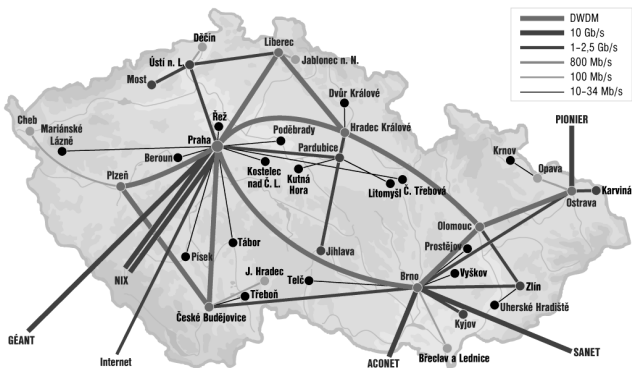 DWDM
10 Gb/s
1–2,5 Gb/s
800 Mb/s
100 Mb/s
10–34 Mb/s
Děčín
Ústí n. L.
Liberec
Jablonec n. N.
Most
Dvůr Králové
Cheb
Mariánské
Lázně
Řež
Praha
Poděbrady
Hradec Králové
PIONIER
Beroun
Pardubice
Krnov
Opava
Plzeň
Kostelec
nad Č. L.
Kutná
Hora
Litomyšl
Č. Třebová
Ostrava
Karviná
Olomouc
Písek
Tábor
Jihlava
Prostějov
NIX
J. Hradec
Telč
Brno
Vyškov
Zlín
Třeboň
České Budějovice
Uherské Hradiště
Kyjov
GÉANT
Internet
ACONET
Břeclav a Lednice
SANET